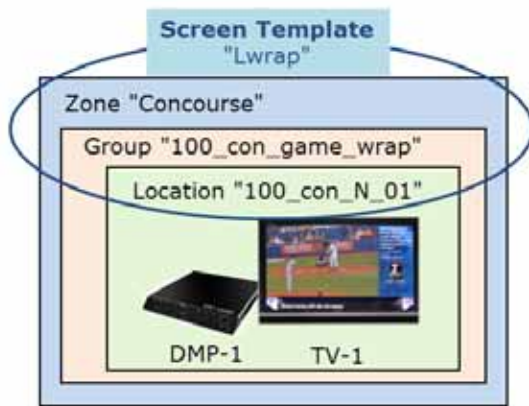 Screen Template
"Lwrap"
Zone "Concourse"
Group "100_con_game_wrap"
Location "100_con_N_01"
DMP-1 TV-1